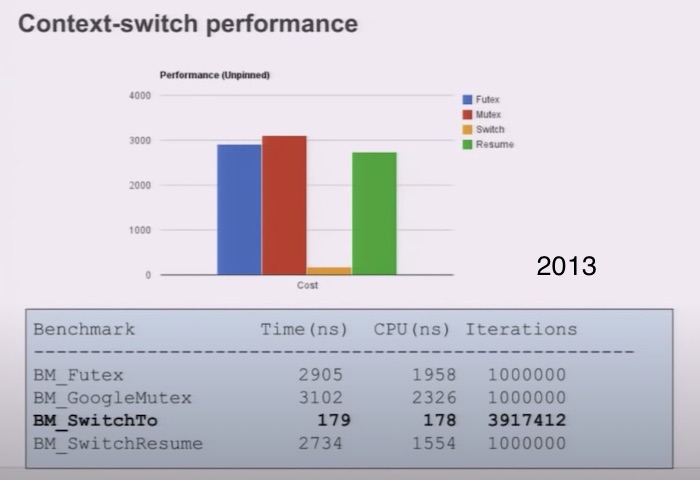 Context-switch performance
Performance (Unpinned)
4000
3000
2000
1000
0
Cost
Futex
Mutex
Switch
Resume
2013
Benchmark Time(ns) CPU(ns) Iterations
------------------------------------------------------
BM_Futex 2905 1958 1000000
BM_GoogleMutex 3102 2326 1000000
BM_SwitchTo 179 178 3917412
BM_SwitchResume 2734 1554 1000000